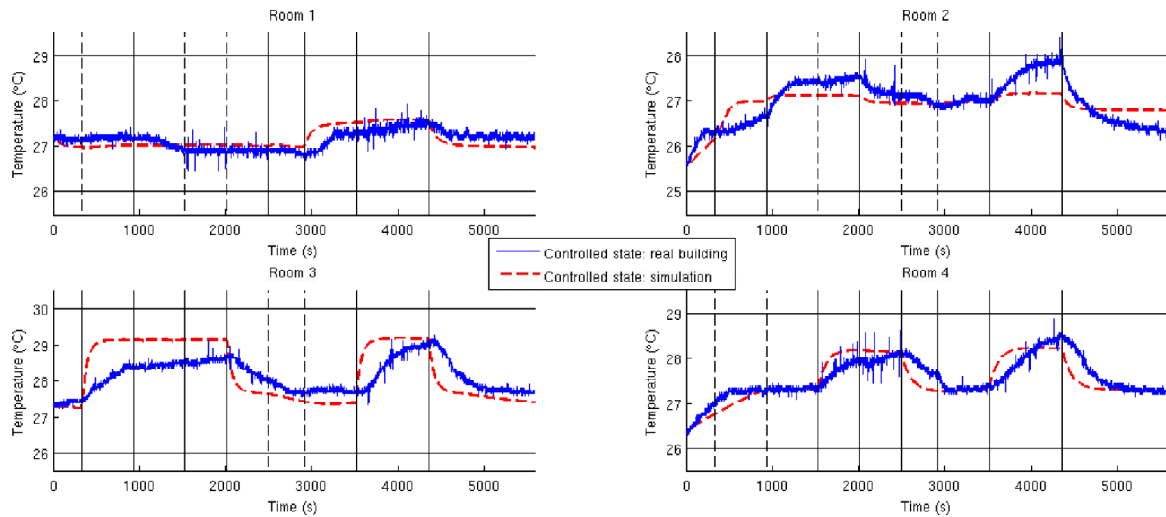 Room 1
29
28
27
26
Temperature (°C)
0 1000 2000 3000 4000 5000
Time (s)
Room 2
28
27
26
25
Temperature (°C)
0 1000 2000 3000 4000 5000
Time (s)
Controlled state: real building
Controlled state: simulation
Room 3
30
29
28
27
26
Temperature (°C)
0 1000 2000 3000 4000 5000
Time (s)
Room 4
29
28
27
26
Temperature (°C)
0 1000 2000 3000 4000 5000
Time (s)